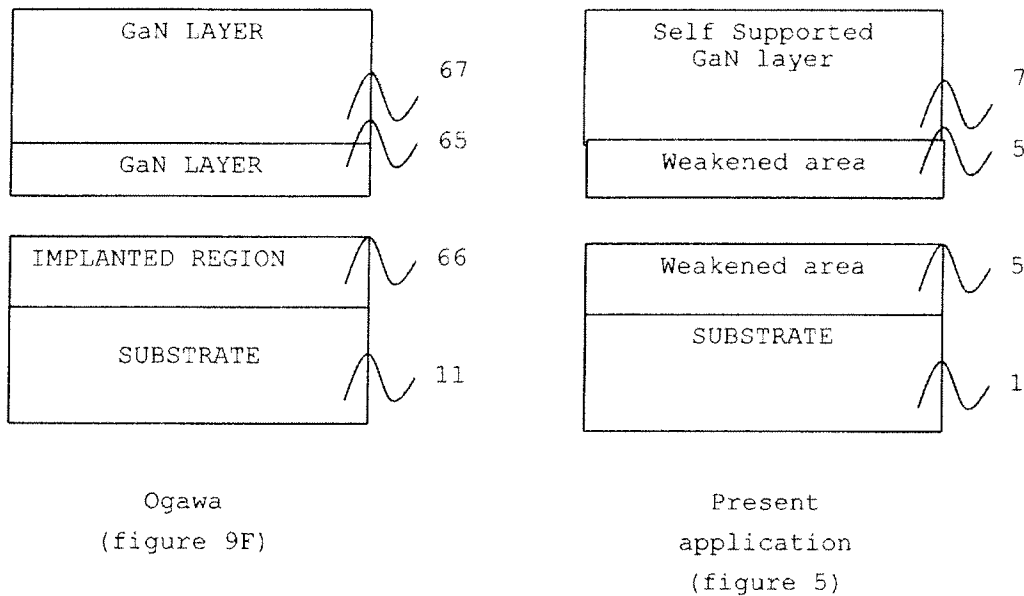 GaN LAYER
67
65
GaN LAYER
IMPLANTED REGION
66
SUBSTRATE
11
Ogawa
(figure 9F)
Self Supported
GaN layer
7
5
Weakened area
Weakened area
5
SUBSTRATE
1
Present
application
(figure 5)